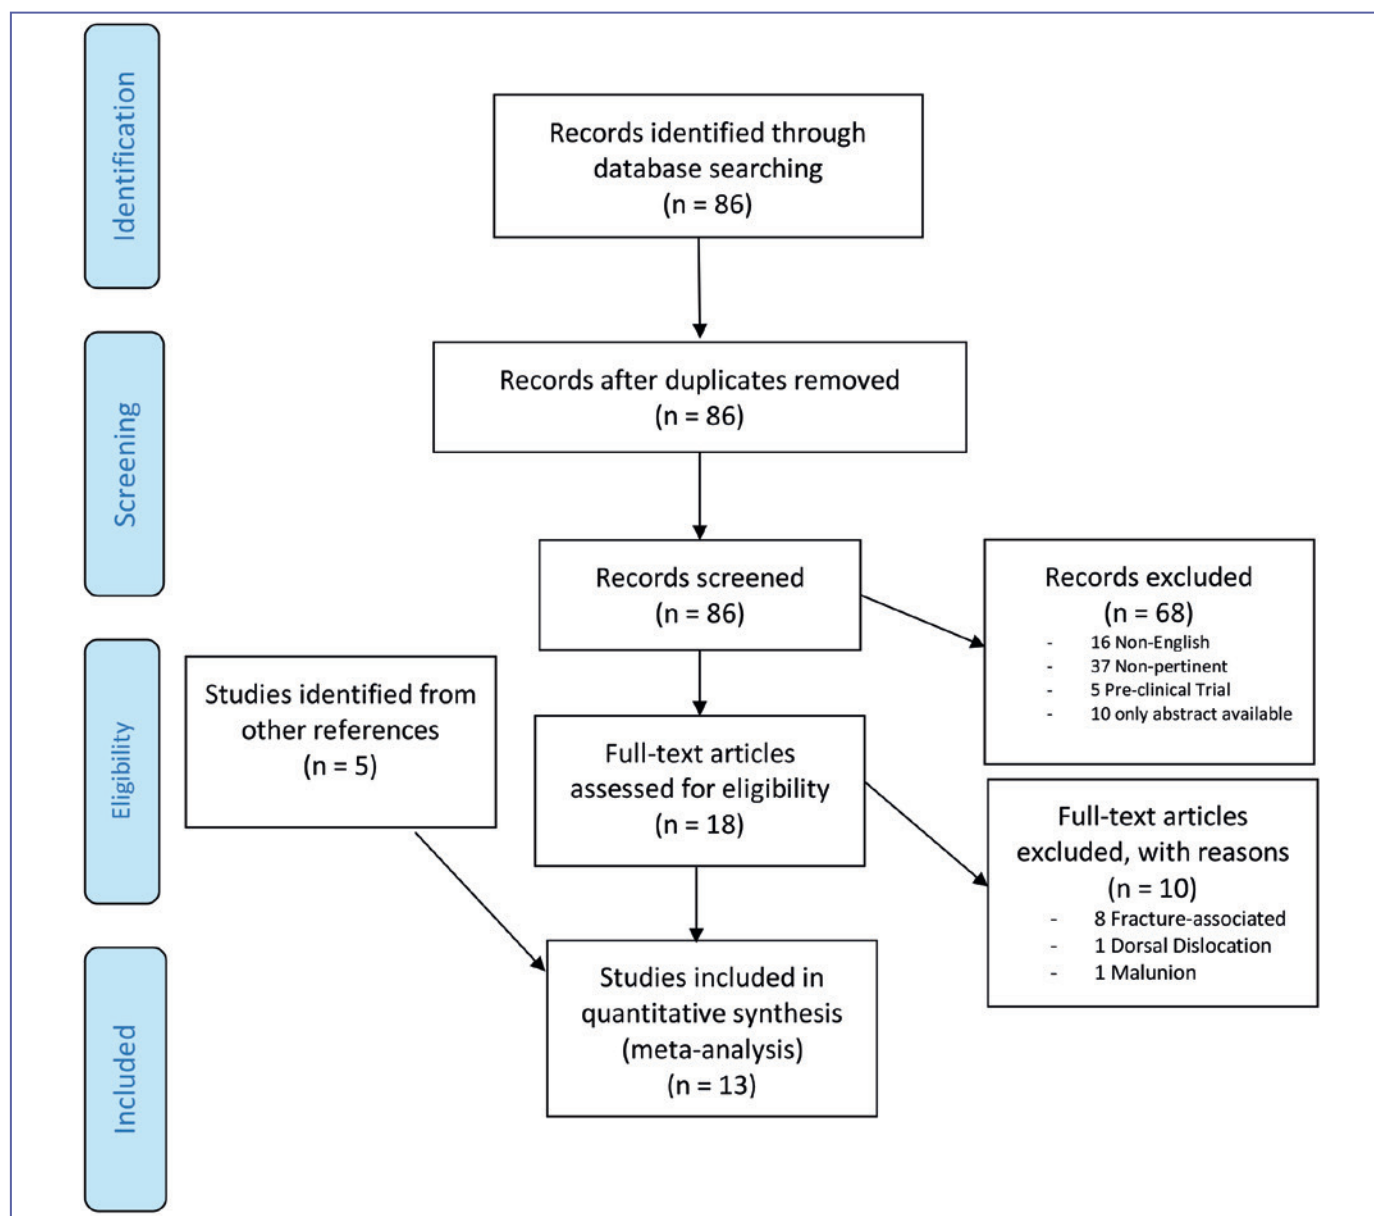 Identification
Records identified through
database searching
(n = 86)
Screening
Records after duplicates removed
(n = 86)
Records screened
(n = 86)
Records excluded
(n = 68)
- 16 Non-English
- 37 Non-pertinent
- 5 Pre-clinical Trial
- 10 only abstract available
Eligibility
Studies identified from
other references
(n = 5)
Full-text articles
assessed for eligibility
(n = 18)
Full-text articles
excluded, with reasons
(n = 10)
- 8 Fracture-associated
- 1 Dorsal Dislocation
- 1 Malunion
Included
Studies included in
quantitative synthesis
(meta-analysis)
(n = 13)